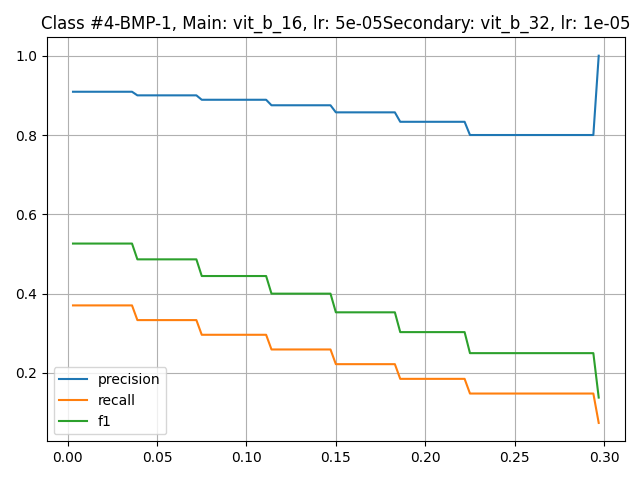 Class #4-BMP-1, Main: vit_b_16, lr: 5e-05Secondary: vit_b_32, lr: 1e-05
1.0
0.8
0.6
0.4
0.2
precision
recall
f1
0.00 0.05 0.10 0.15 0.20 0.25 0.30